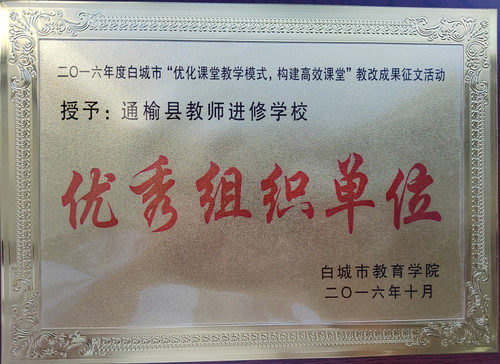 二〇一六年度白城市“优化课堂教学模式，构建高效课堂”教改成果征文活动
授予：通榆县教师进修学校
优秀组织单位
白城市教育学院
二〇一六年十月